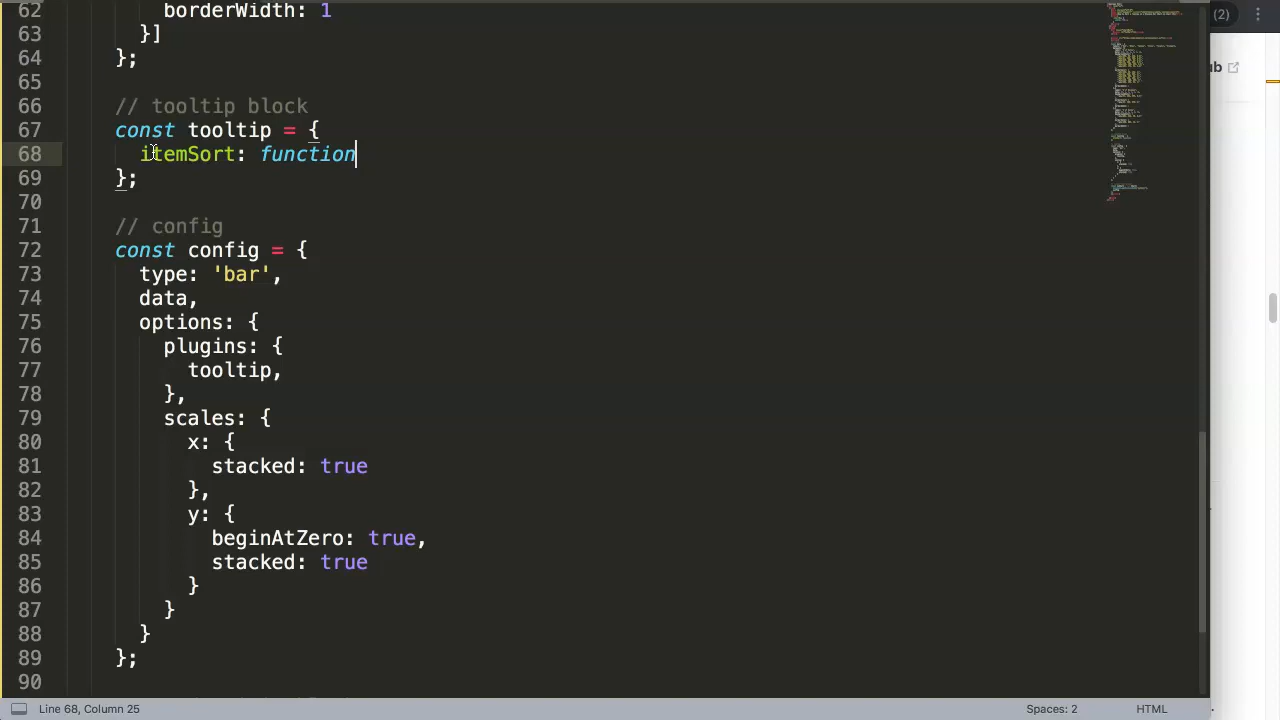 62 borderWidth: 1
63 }]
64 };
65
66 // tooltip block
67 const tooltip = {
68 itemSort: function
69 };
70
71 // config
72 const config = {
73 type: 'bar',
74 data,
75 options: {
76 plugins: {
77 tooltip,
78 },
79 scales: {
80 x: {
81 stacked: true
82 },
83 y: {
84 beginAtZero: true,
85 stacked: true
86 }
87 }
88 }
89 };
90
Line 68, Column 25
Spaces: 2
HTML
(2)